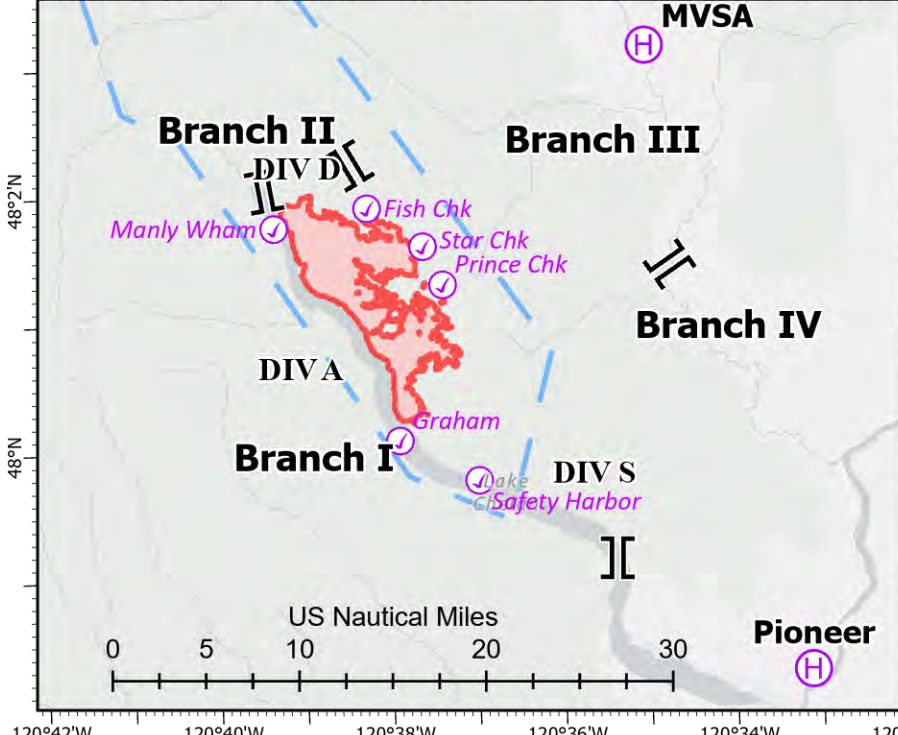 MVSA
H
Branch II
Branch III
DIV D
48°2'N
Fish Chk
Manly Wham
Star Chk
Prince Chk
Branch IV
DIV A
Graham
48°N
Branch I
DIV S
Lake
Safety Harbor
US Nautical Miles
0 5 10 20 30
Pioneer
H
120°42'W 120°40'W 120°38'W 120°36'W 120°34'W